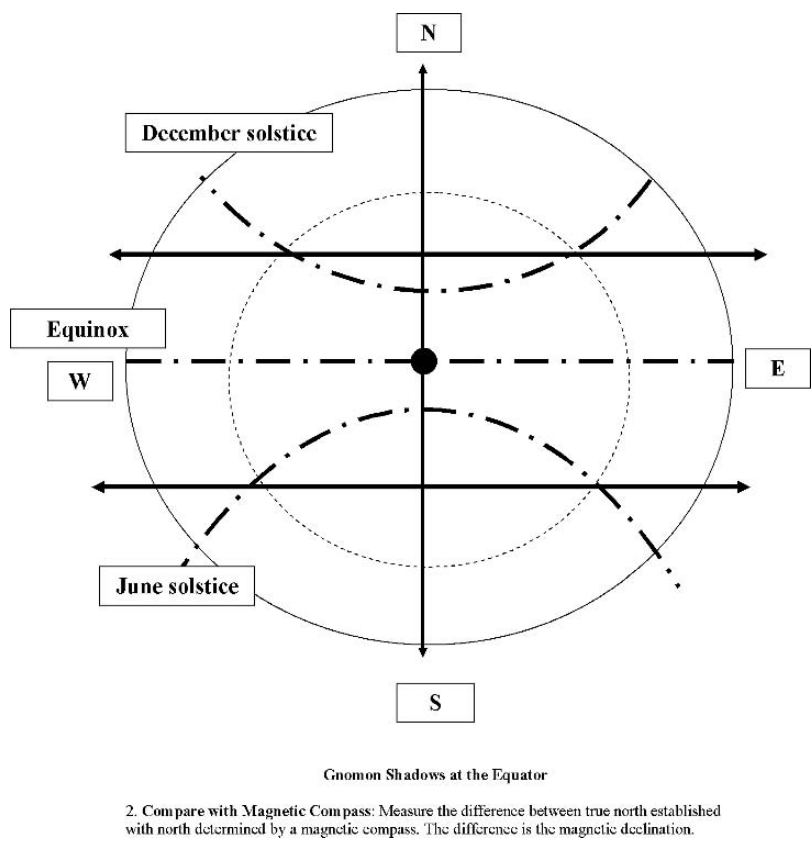 N
December solstice
Equinox
W
E
June solstice
S
Gnomon Shadows at the Equator
2. Compare with Magnetic Compass: Measure the difference between true north established
with north determined by a magnetic compass. The difference is the magnetic declination.